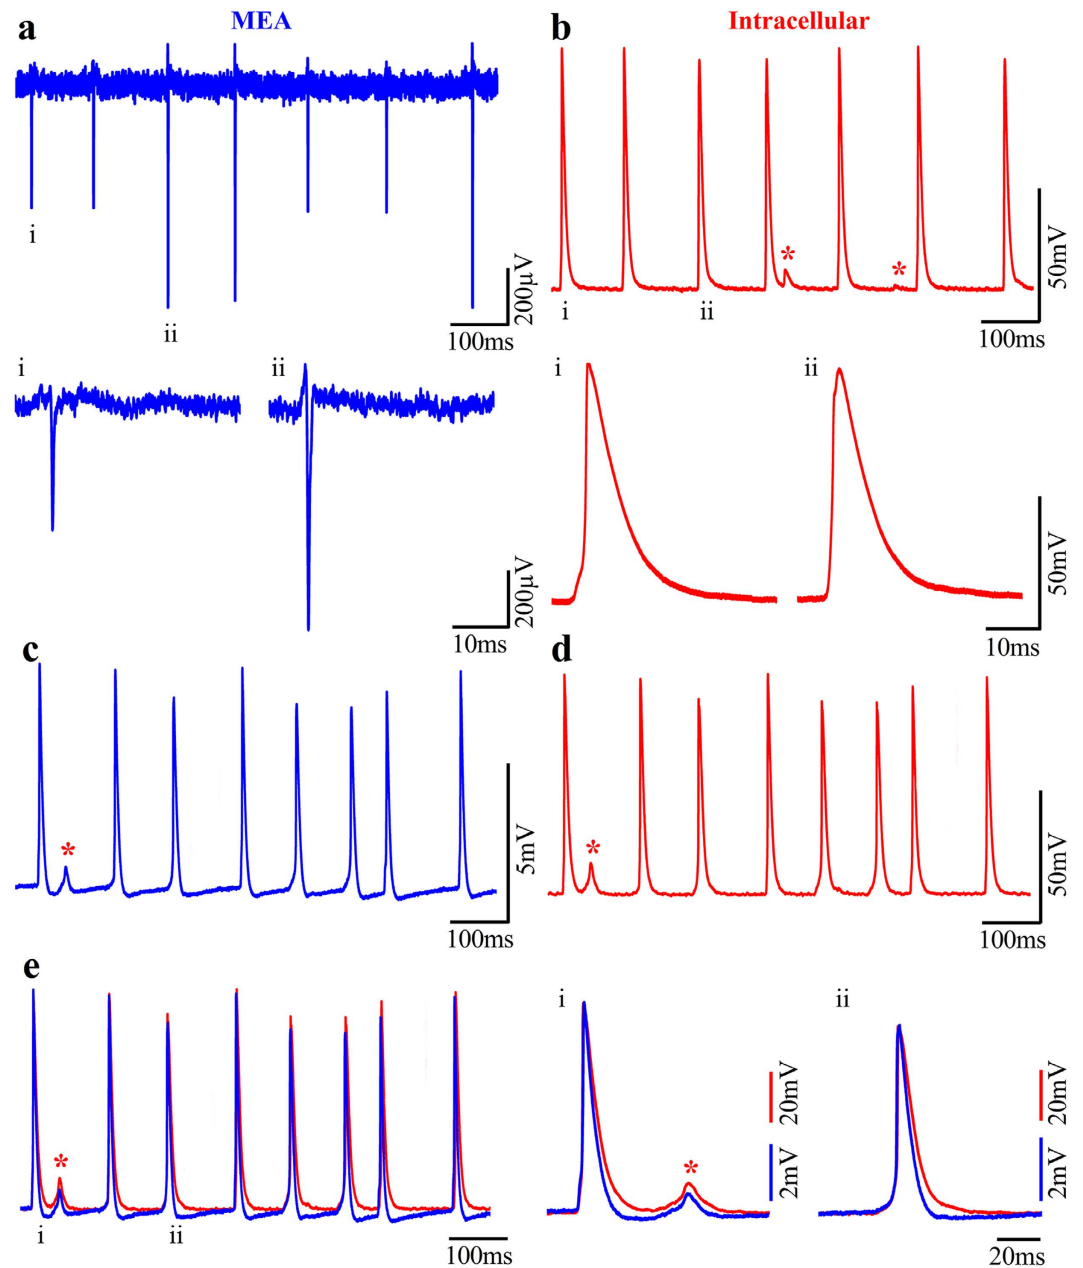 a
MEA
b
Intracellular
i
ii
200µV
100ms
*
*
i
ii
50mV
100ms
i
ii
200µV
10ms
i
ii
50mV
10ms
c
*
5mV
100ms
d
*
50mV
100ms
e
*
i
ii
100ms
i
*
20mV
2mV
ii
20mV
2mV
20ms